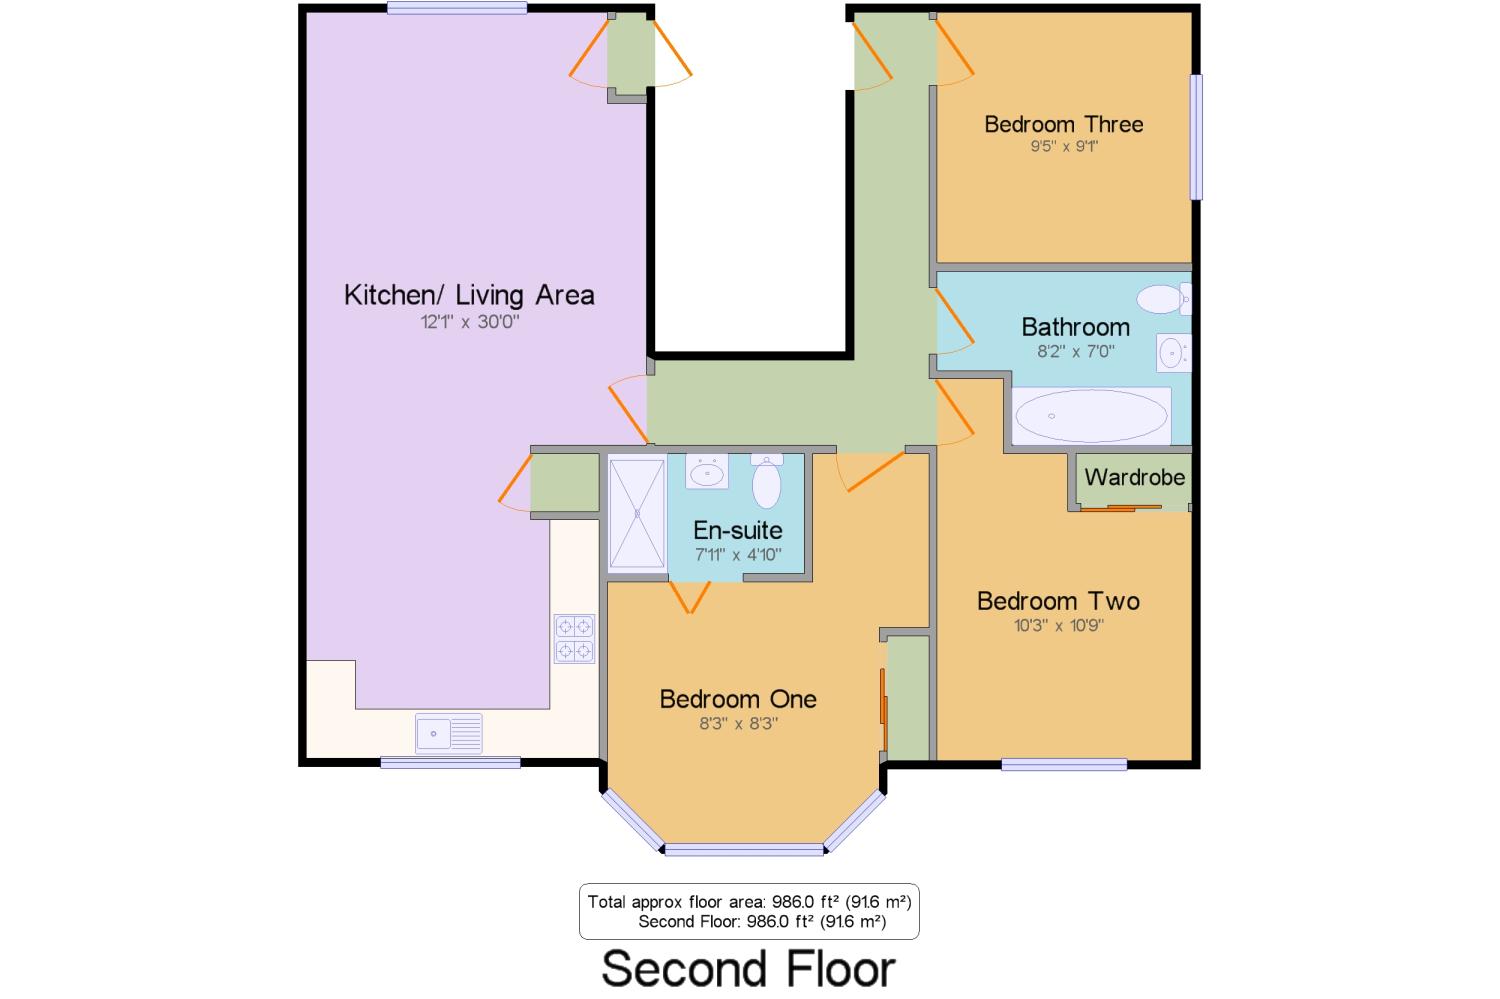 Bedroom Three
9'5" x 9'1"
Kitchen/ Living Area
12'1" x 30'0"
Bathroom
8'2" x 7'0"
Wardrobe
En-suite
7'11" x 4'10"
Bedroom Two
10'3" x 10'9"
Bedroom One
8'3" x 8'3"
Total approx floor area: 986.0 ft² (91.6 m²)
Second Floor: 986.0 ft² (91.6 m²)
Second Floor